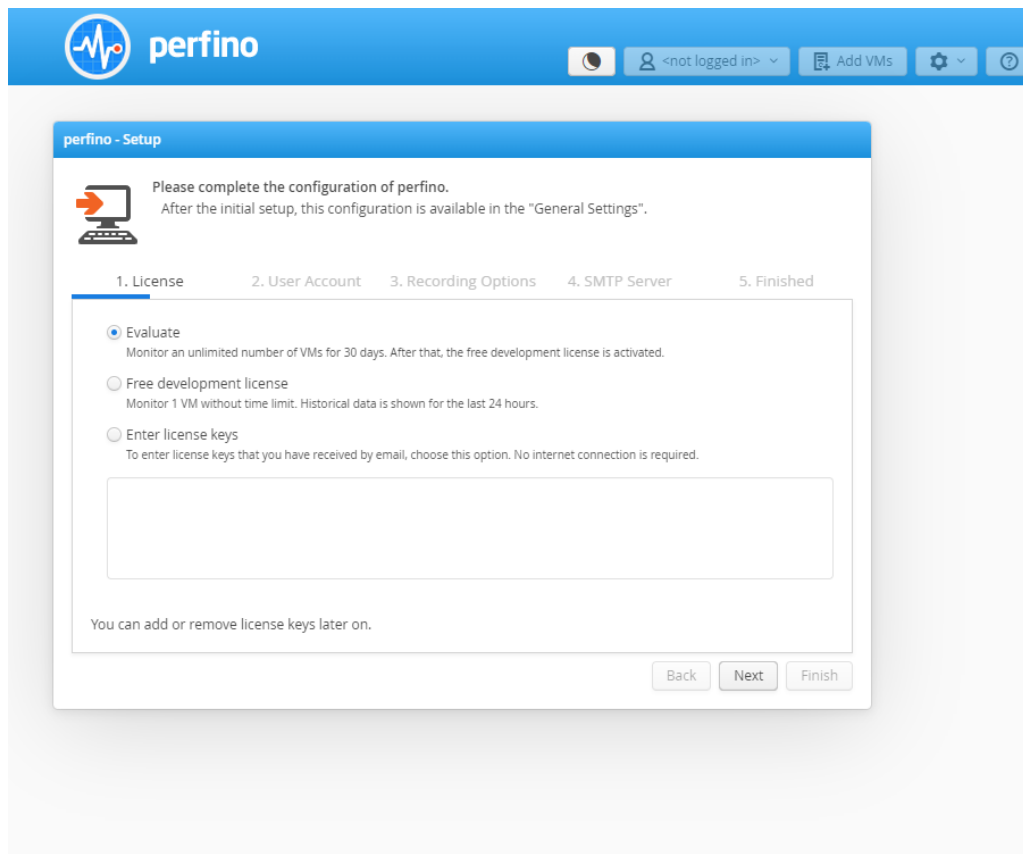 perfino
<not logged in>
Add VMs
perfino - Setup
Please complete the configuration of perfino.
After the initial setup, this configuration is available in the "General Settings".
1. License
2. User Account
3. Recording Options
4. SMTP Server
5. Finished
Evaluate
Monitor an unlimited number of VMs for 30 days. After that, the free development license is activated.
Free development license
Monitor 1 VM without time limit. Historical data is shown for the last 24 hours.
Enter license keys
To enter license keys that you have received by email, choose this option. No internet connection is required.
You can add or remove license keys later on.
Back
Next
Finish